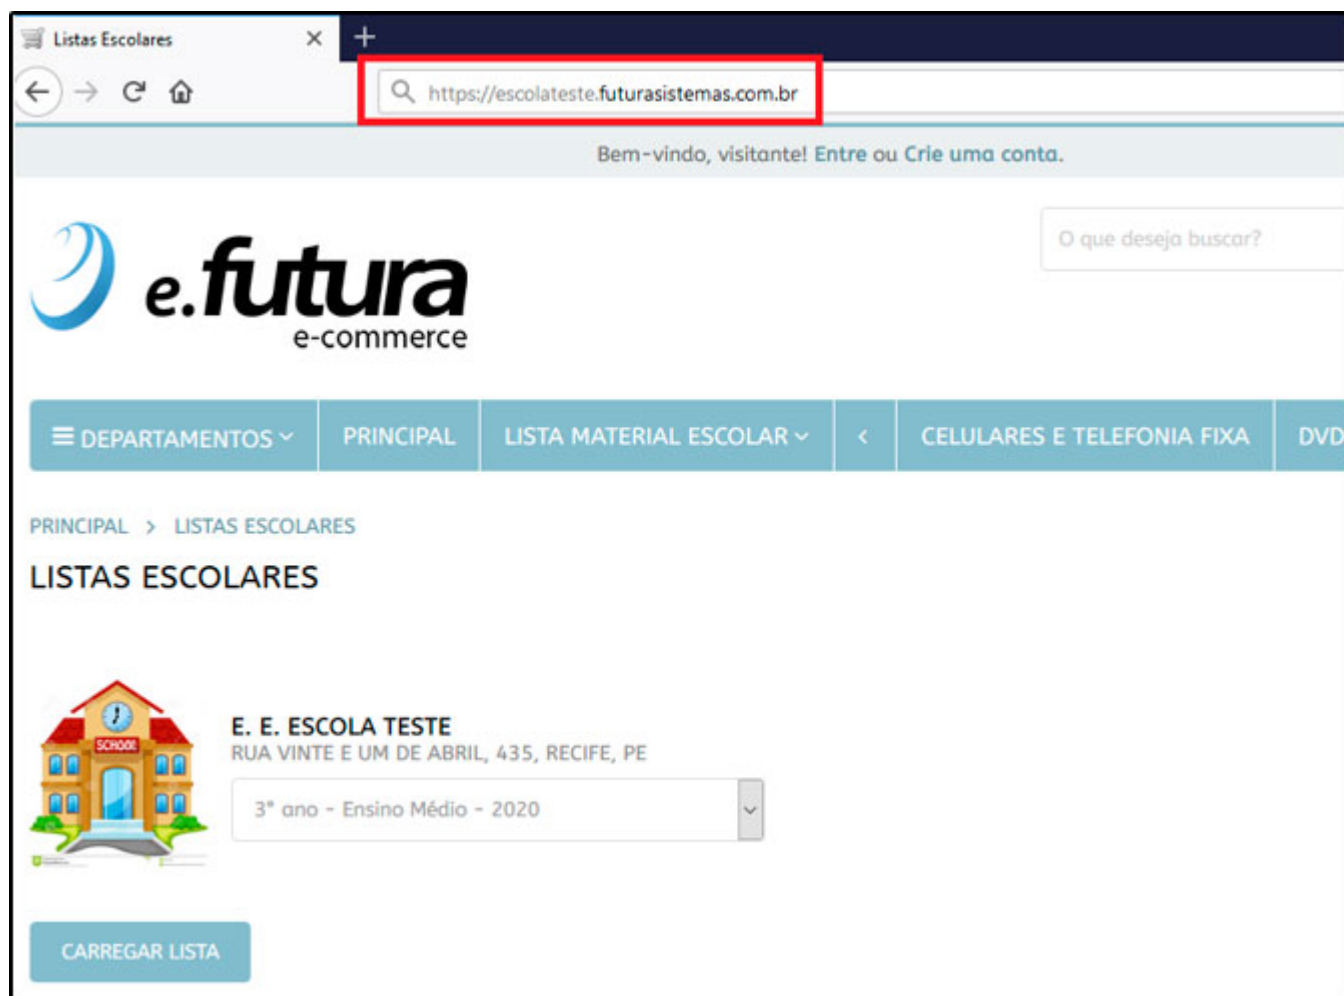 Listas Escolares
https://escolateste.futurasistemas.com.br
Bem-vindo, visitante! Entre ou Crie uma conta.
e.futura
e-commerce
O que deseja buscar?
DEPARTAMENTOS
PRINCIPAL
LISTA MATERIAL ESCOLAR
<
CELULARES E TELEFONIA FIXA
DVD
PRINCIPAL > LISTAS ESCOLARES
LISTAS ESCOLARES
SCHOOL
E. E. ESCOLA TESTE
RUA VINTE E UM DE ABRIL, 435, RECIFE, PE
3° ano - Ensino Médio - 2020
CARREGAR LISTA